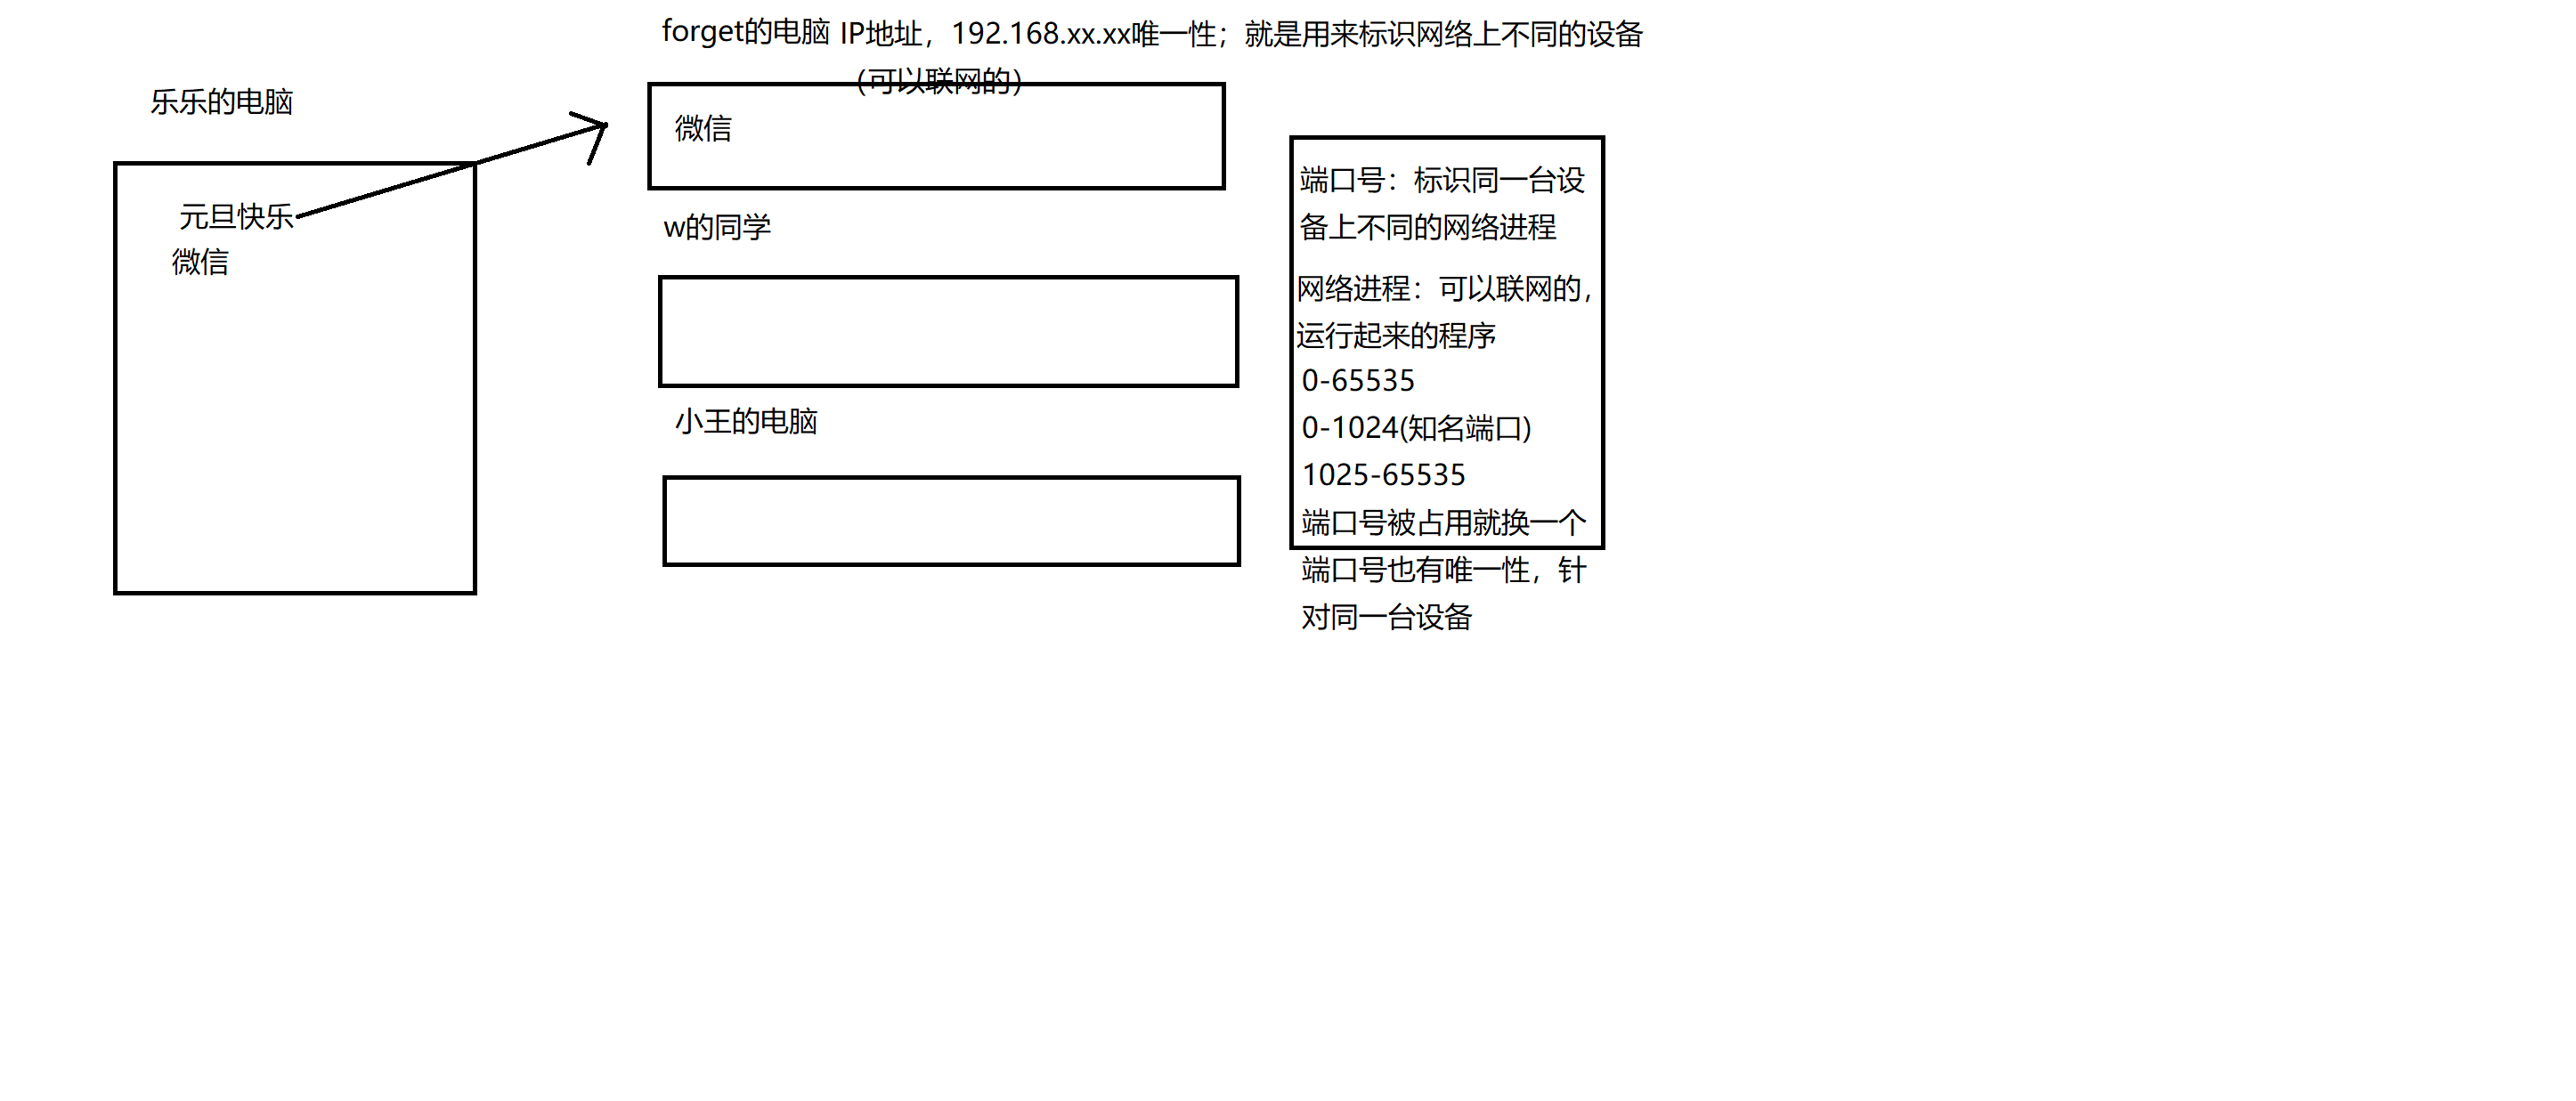 乐乐的电脑
元旦快乐
微信
forget的电脑
IP地址，192.168.xx.xx唯一性；就是用来标识网络上不同的设备
（可以联网的）
微信
w的同学
小王的电脑
端口号：标识同一台设
备上不同的网络进程
网络进程：可以联网的，
运行起来的程序
0-65535
0-1024(知名端口)
1025-65535
端口号被占用就换一个
端口号也有唯一性，针
对同一台设备